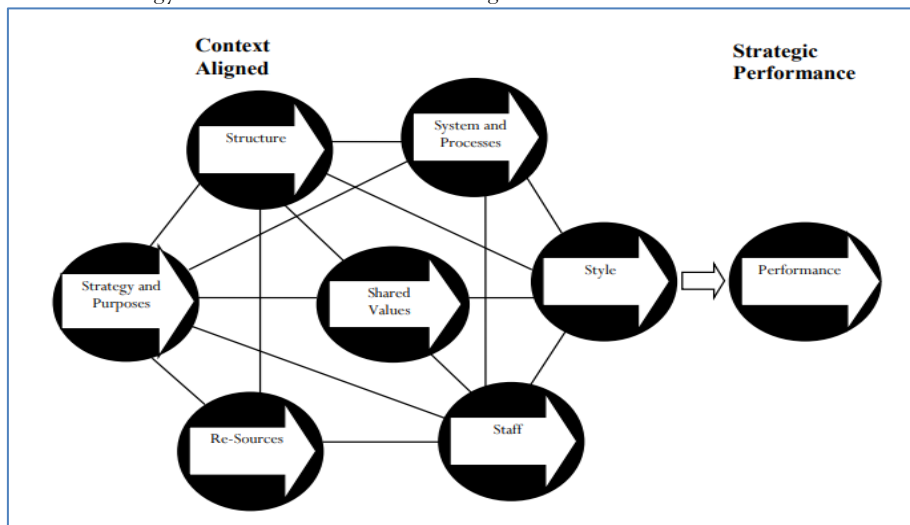 Context
Aligned
Strategic
Performance
Structure
System and
Processes
Strategy and
Purposes
Shared
Values
Style
Performance
Re-Sources
Staff